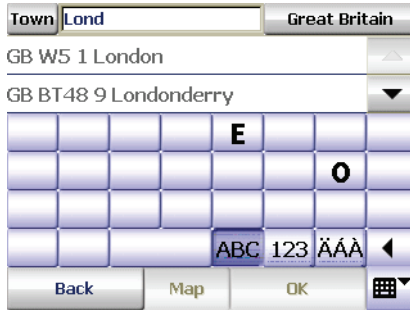 Town Lond Great Britain
GB W5 1 London
GB BT48 9 Londonderry
E
O
ABC 123 ÄÁÀ
Back Map OK